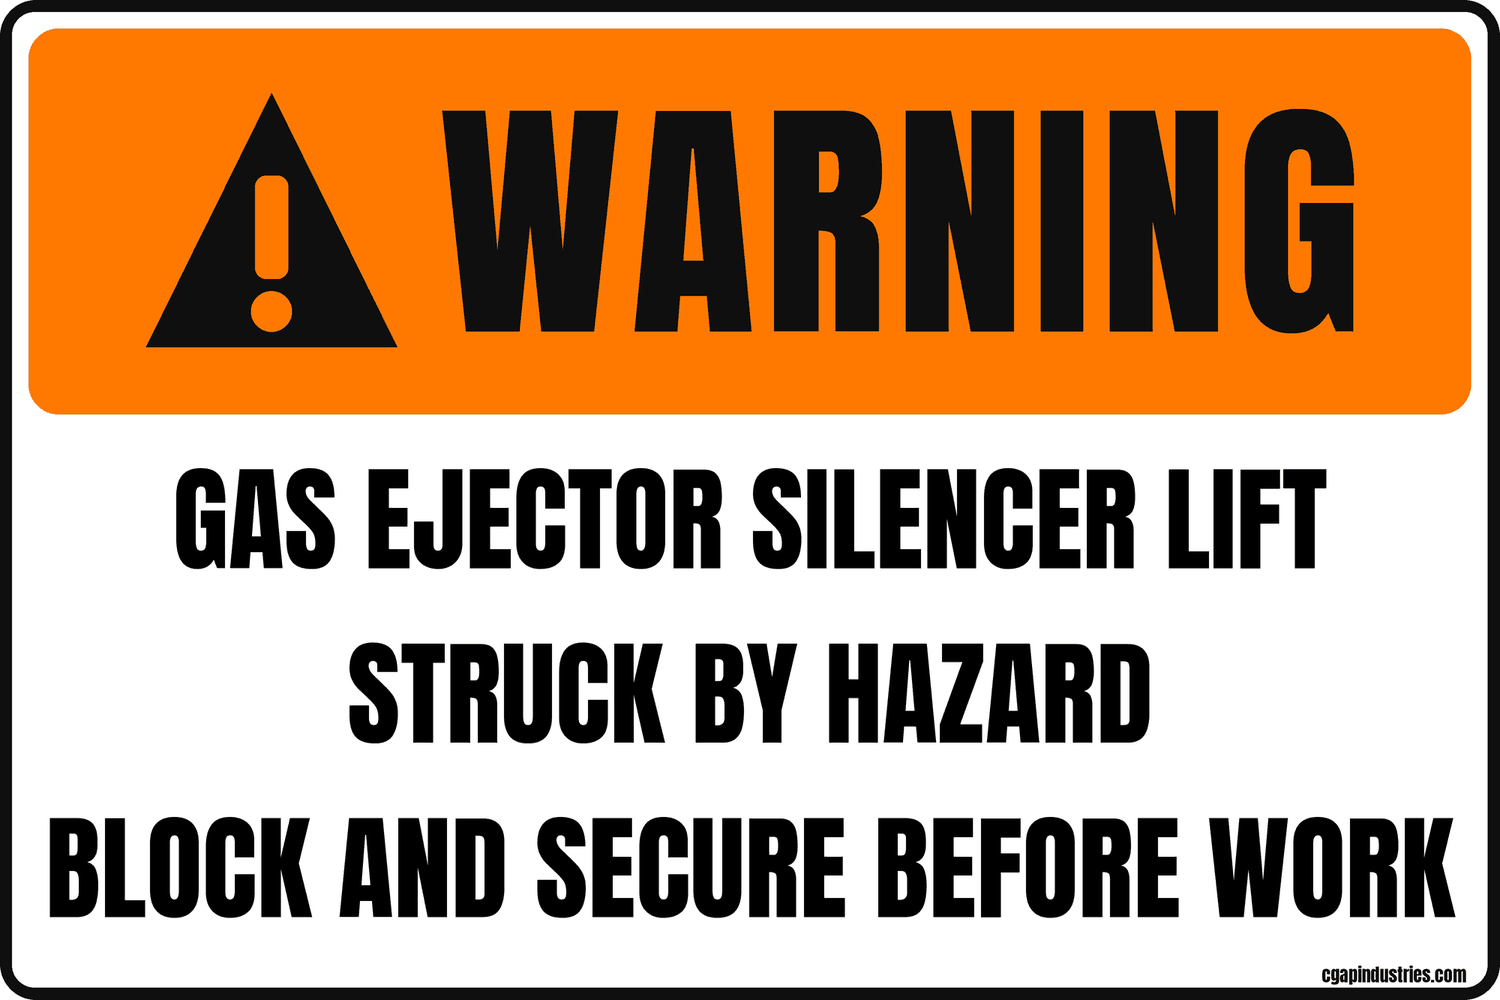 WARNING
GAS EJECTOR SILENCER LIFT
STRUCK BY HAZARD
BLOCK AND SECURE BEFORE WORK
cgapindustries.com